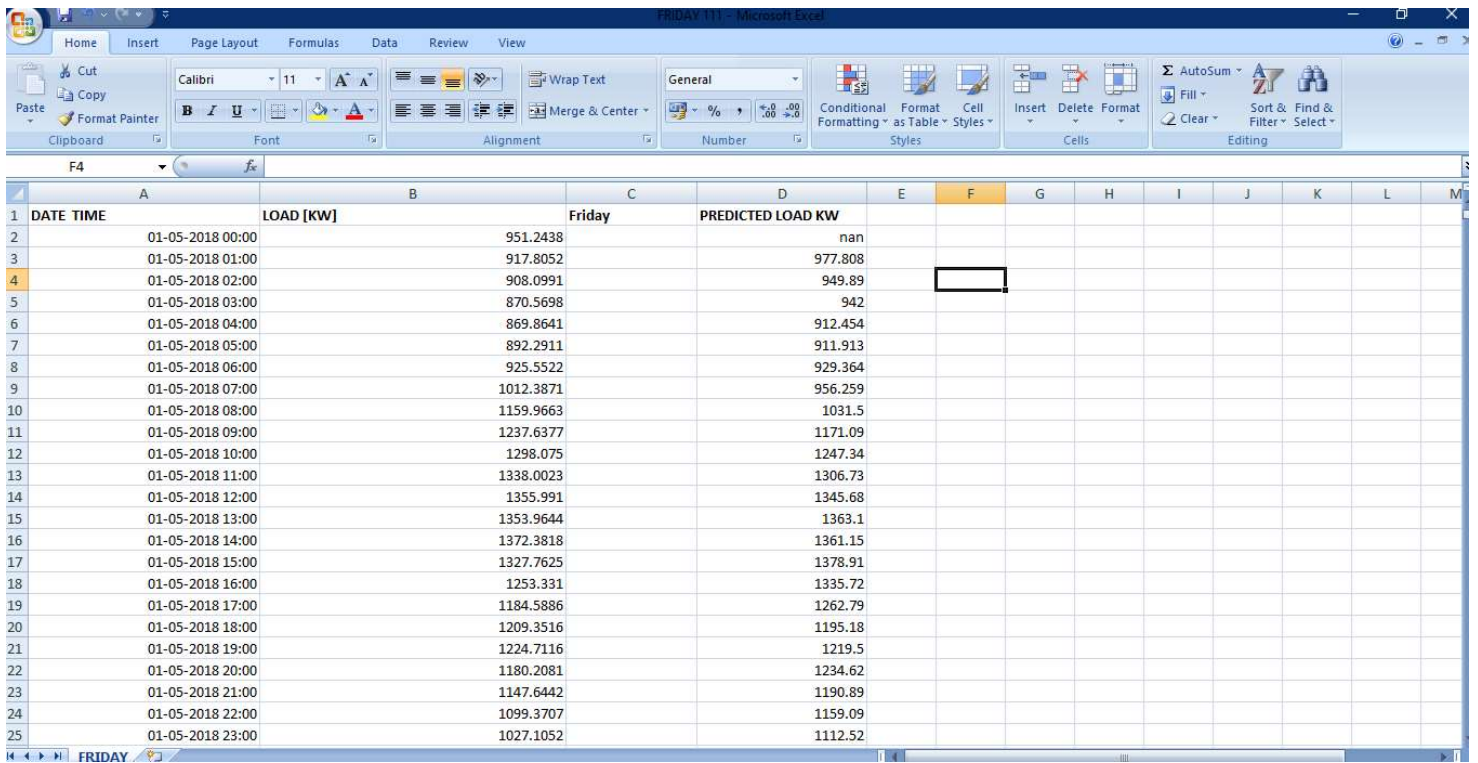 FRIDAY 111 - Microsoft Excel
Home Insert Page Layout Formulas Data Review View
Paste
Cut
Copy
Format Painter
Clipboard
Calibri 11 A A
B I U A
Font
Wrap Text
Merge & Center
Alignment
General
% , .0 .00 .00 .0
Number
Conditional Formatting
Format as Table
Cell Styles
Styles
Insert Delete Format
Cells
Σ AutoSum
Fill
Clear
Sort & Filter
Find & Select
Editing
F4 fx
A B C D E F G H I J K L M
1 DATE TIME LOAD [KW] Friday PREDICTED LOAD KW
2 01-05-2018 00:00 951.2438 nan
3 01-05-2018 01:00 917.8052 977.808
4 01-05-2018 02:00 908.0991 949.89
5 01-05-2018 03:00 870.5698 942
6 01-05-2018 04:00 869.8641 912.454
7 01-05-2018 05:00 892.2911 911.913
8 01-05-2018 06:00 925.5522 929.364
9 01-05-2018 07:00 1012.3871 956.259
10 01-05-2018 08:00 1159.9663 1031.5
11 01-05-2018 09:00 1237.6377 1171.09
12 01-05-2018 10:00 1298.075 1247.34
13 01-05-2018 11:00 1338.0023 1306.73
14 01-05-2018 12:00 1355.991 1345.68
15 01-05-2018 13:00 1353.9644 1363.1
16 01-05-2018 14:00 1372.3818 1361.15
17 01-05-2018 15:00 1327.7625 1378.91
18 01-05-2018 16:00 1253.331 1335.72
19 01-05-2018 17:00 1184.5886 1262.79
20 01-05-2018 18:00 1209.3516 1195.18
21 01-05-2018 19:00 1224.7116 1219.5
22 01-05-2018 20:00 1180.2081 1234.62
23 01-05-2018 21:00 1147.6442 1190.89
24 01-05-2018 22:00 1099.3707 1159.09
25 01-05-2018 23:00 1027.1052 1112.52
FRIDAY